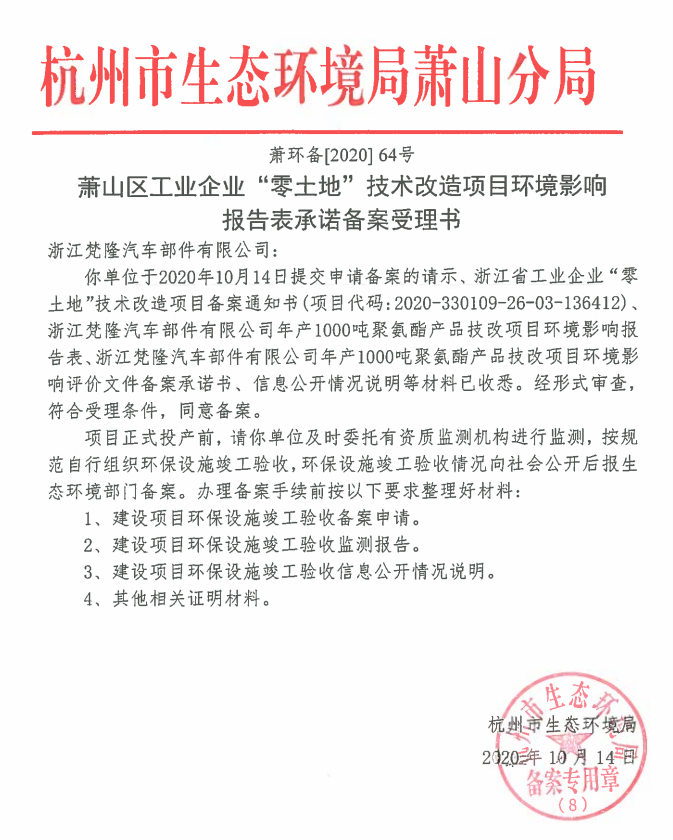 杭州市生态环境局萧山分局
萧环备[2020] 64号
萧山区工业企业“零土地”技术改造项目环境影响
报告表承诺备案受理书
浙江梵隆汽车部件有限公司:
你单位于2020年10月14日提交申请备案的请示、浙江省工业企业“零
土地”技术改造项目备案通知书(项目代码:2020-330109-26-03-136412)、
浙江梵隆汽车部件有限公司年产1000吨聚氨酯产品技改项目环境影响报
告表、浙江梵隆汽车部件有限公司年产1000吨聚氨酯产品技改项目环境影
响评价文件备案承诺书、信息公开情况说明等材料已收悉。经形式审查,
符合受理条件，同意备案。
项目正式投产前,请你单位及时委托有资质监测机构进行监测,按规
范自行组织环保设施竣工验收,环保设施竣工验收情况向社会公开后报生
态环境部门备案。办理备案手续前按以下要求整理好材料:
1、建设项目环保设施竣工验收备案申请。
2、建设项目环保设施竣工验收监测报告。
3、建设项目环保设施竣工验收信息公开情况说明。
4、其他相关证明材料。
杭州市生态环境局
2020年10月14日
杭州市生态环境局
备案专用章
(8)